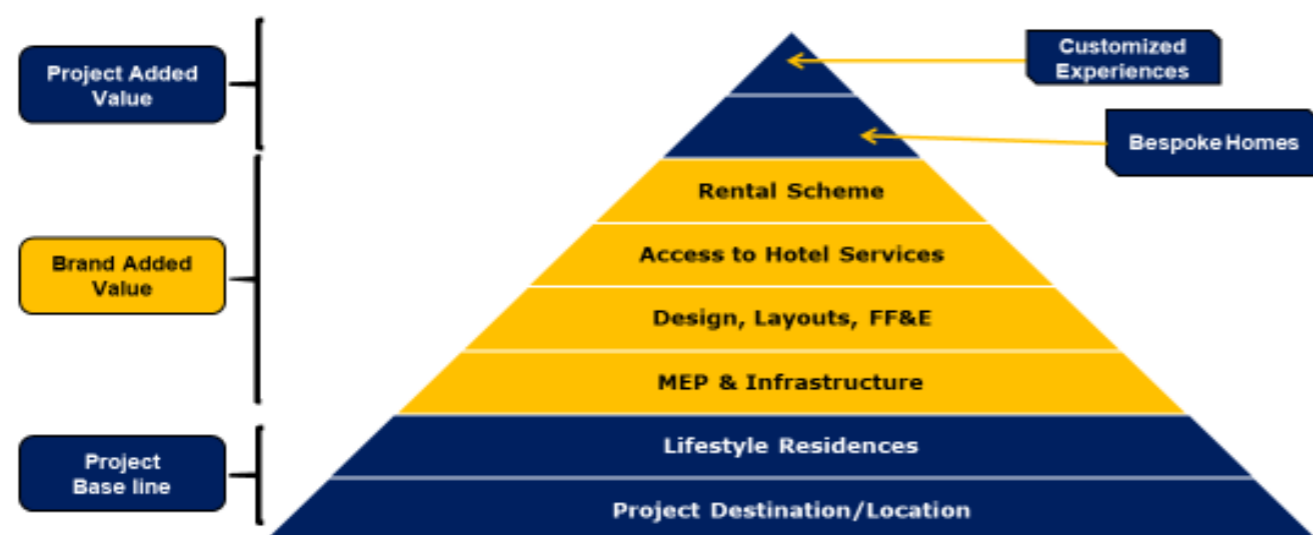 Project Added
Value
Customized
Experiences
Bespoke Homes
Rental Scheme
Brand Added
Value
Access to Hotel Services
Design, Layouts, FF&E
MEP & Infrastructure
Project
Base line
Lifestyle Residences
Project Destination/Location